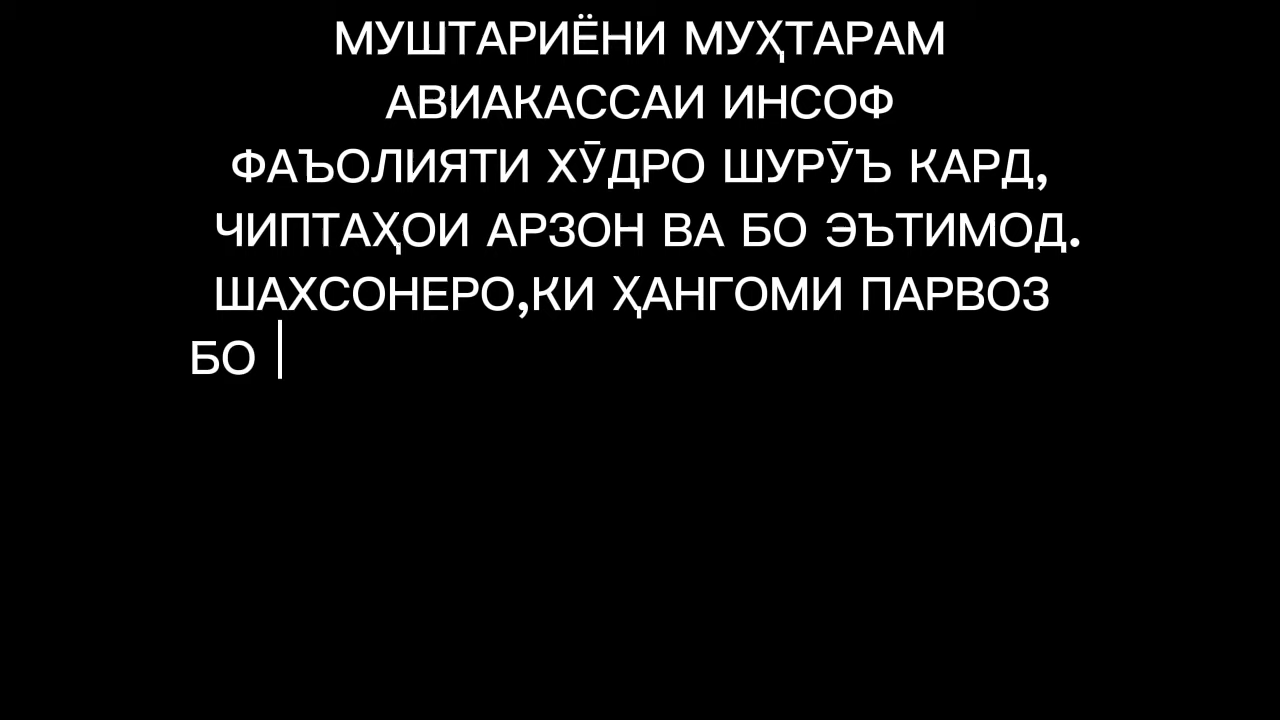 МУШТАРИЁНИ МУҲТАРАМ
АВИАКАССАИ ИНСОФ
ФАЪОЛИЯТИ ХӮДРО ШУРӮЪ КАРД,
ЧИПТАҲОИ АРЗОН ВА БО ЭЪТИМОД.
ШАХСОНЕРО,КИ ҲАНГОМИ ПАРВОЗ
БО